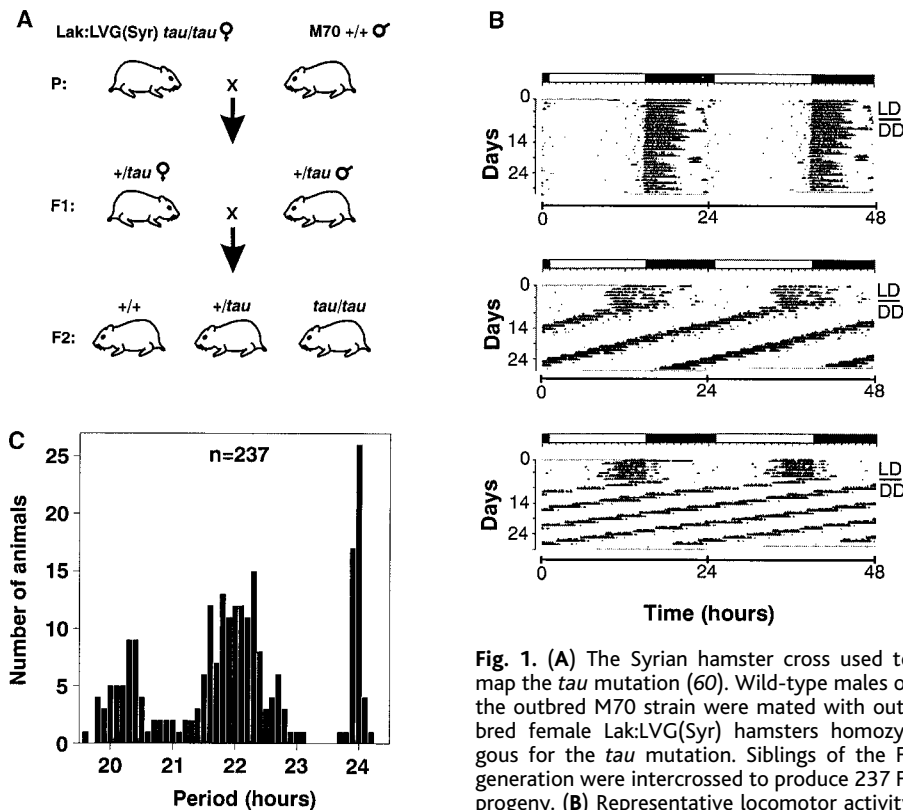 A
Lak:LVG(Syr) tau/tau ♀
M70 +/+ ♂
P:
X
+/tau ♀
+/tau ♂
F1:
X
+/+
+/tau
tau/tau
F2:
B
0
14
24
Days
LD
DD
0
24
48
0
14
24
Days
LD
DD
0
24
48
0
14
24
Days
LD
DD
0
24
48
Time (hours)
C
n=237
25
20
15
10
5
0
Number of animals
20
21
22
23
24
Period (hours)
Fig. 1. (A) The Syrian hamster cross used to
map the tau mutation (60). Wild-type males o
the outbred M70 strain were mated with out
bred female Lak:LVG(Syr) hamsters homozy
gous for the tau mutation. Siblings of the F
generation were intercrossed to produce 237 F
progeny. (B) Representative locomotor activity